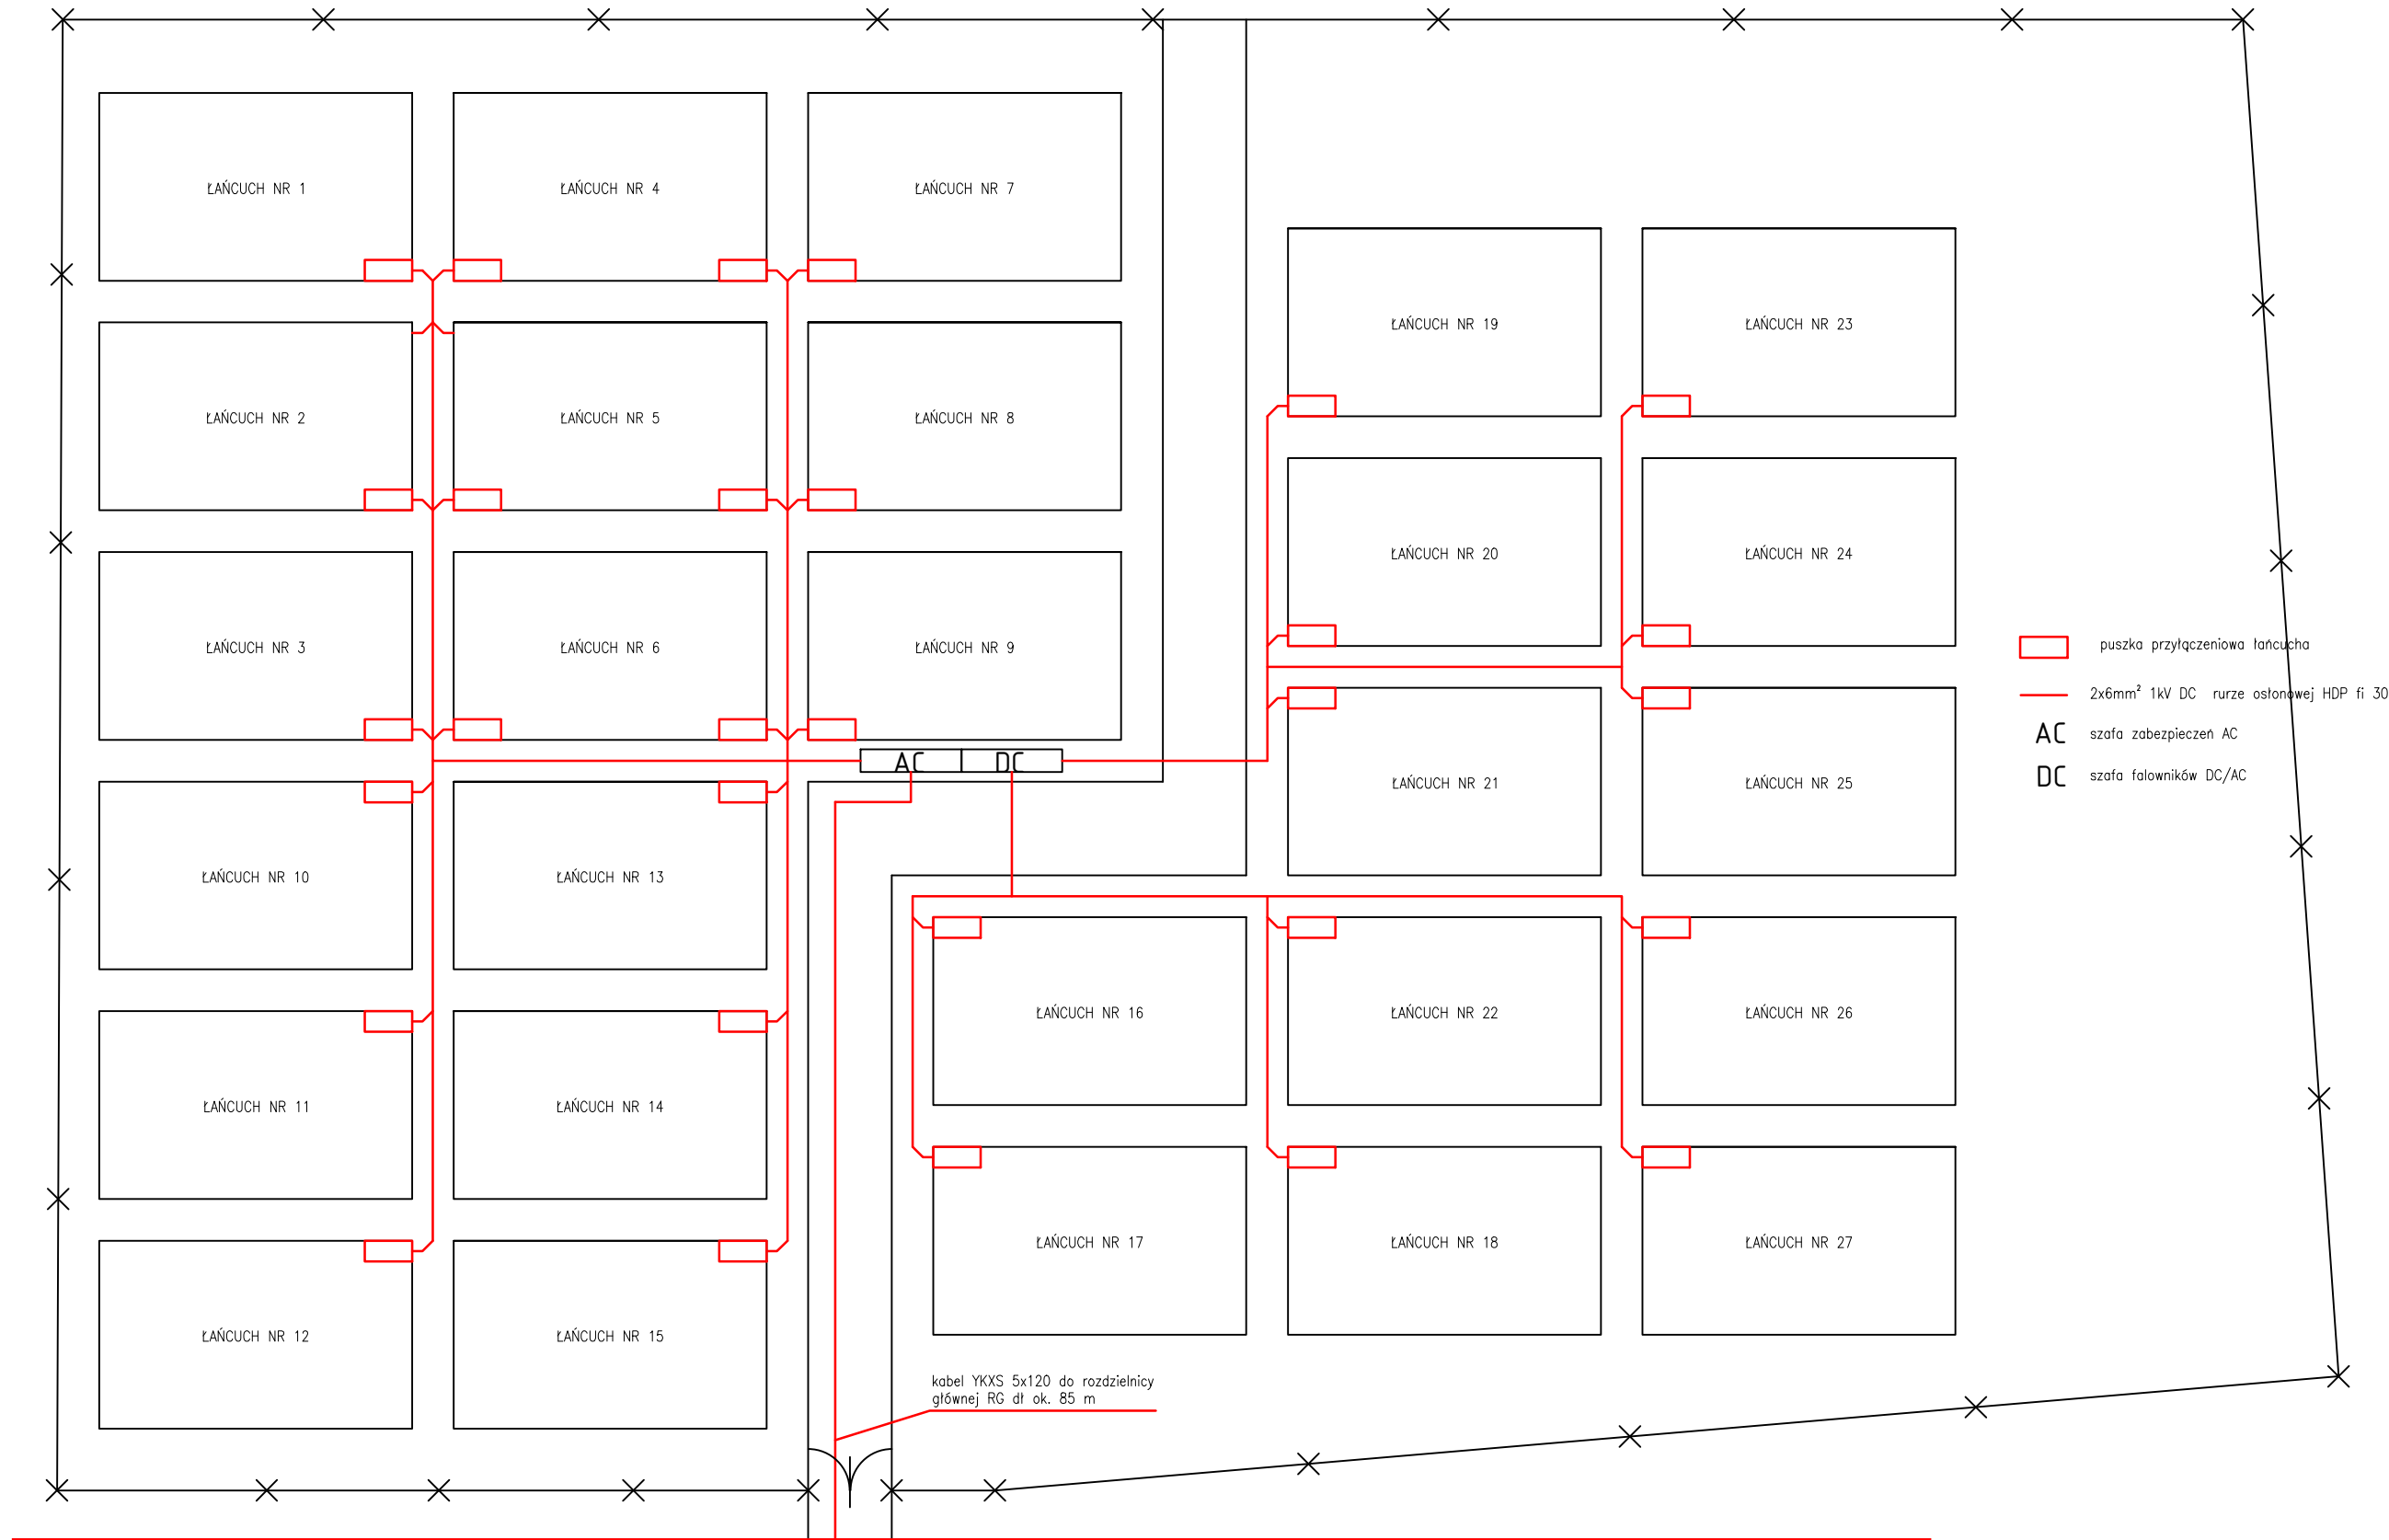 ŁAŃCUCH NR 1
ŁAŃCUCH NR 4
ŁAŃCUCH NR 7
ŁAŃCUCH NR 19
ŁAŃCUCH NR 23
ŁAŃCUCH NR 2
ŁAŃCUCH NR 5
ŁAŃCUCH NR 8
ŁAŃCUCH NR 20
ŁAŃCUCH NR 24
ŁAŃCUCH NR 3
ŁAŃCUCH NR 6
ŁAŃCUCH NR 9
puszka przyłączeniowa łańcucha
2x6mm² 1kV DC rurze osłonowej HDP fi 30
AC szafa zabezpieczeń AC
DC szafa falowników DC/AC
AC DC
ŁAŃCUCH NR 21
ŁAŃCUCH NR 25
ŁAŃCUCH NR 10
ŁAŃCUCH NR 13
ŁAŃCUCH NR 16
ŁAŃCUCH NR 22
ŁAŃCUCH NR 26
ŁAŃCUCH NR 11
ŁAŃCUCH NR 14
ŁAŃCUCH NR 17
ŁAŃCUCH NR 18
ŁAŃCUCH NR 27
ŁAŃCUCH NR 12
ŁAŃCUCH NR 15
kabel YKXS 5x120 do rozdzielnicy
głównej RG dł ok. 85 m